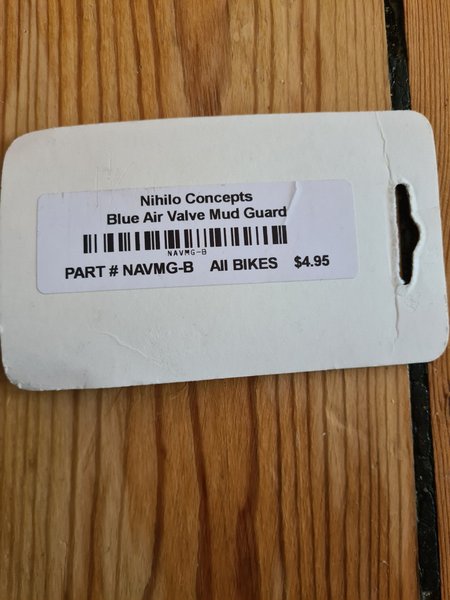 Nihilo Concepts
Blue Air Valve Mud Guard
NAVMG-B
PART # NAVMG-B All BIKES $4.95